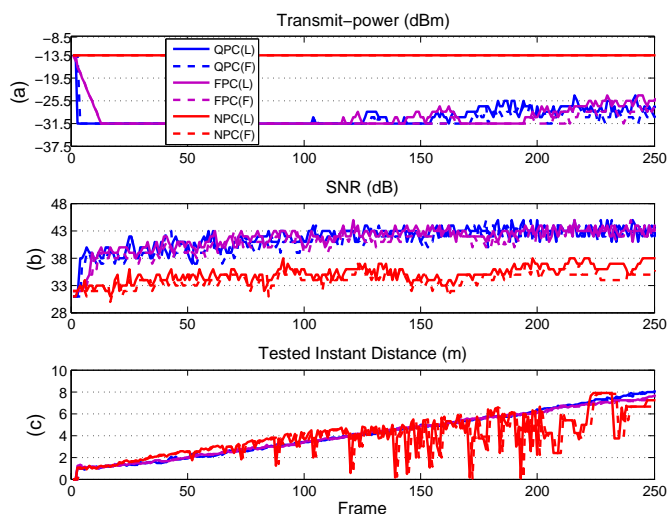 Transmit−power (dBm)
−8.5
−13.5
−19.5
−25.5
−31.5
−37.5
(a)
QPC(L)
QPC(F)
FPC(L)
FPC(F)
NPC(L)
NPC(F)
0 50 100 150 200 250
SNR (dB)
48
43
38
33
28
(b)
0 50 100 150 200 250
Tested Instant Distance (m)
10
8
6
4
2
0
(c)
0 50 100 150 200 250
Frame